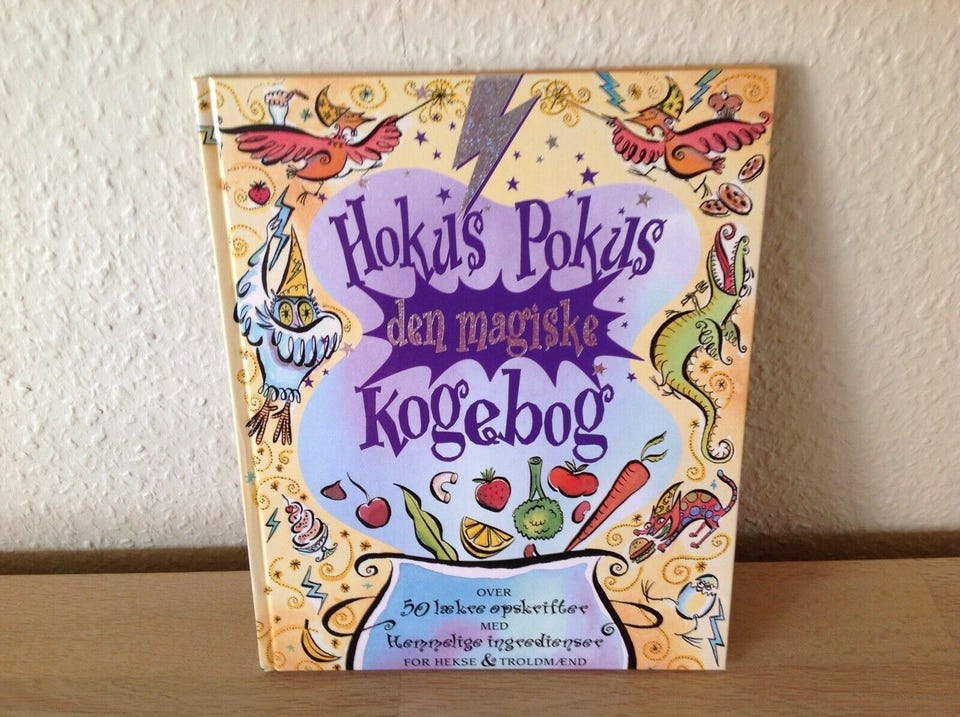 Hokus Pokus
den magiske
kogebog
OVER
50 lækre opskrifter
MED
Hemmelige ingredienser
FOR HEKSE & TROLDMÆND